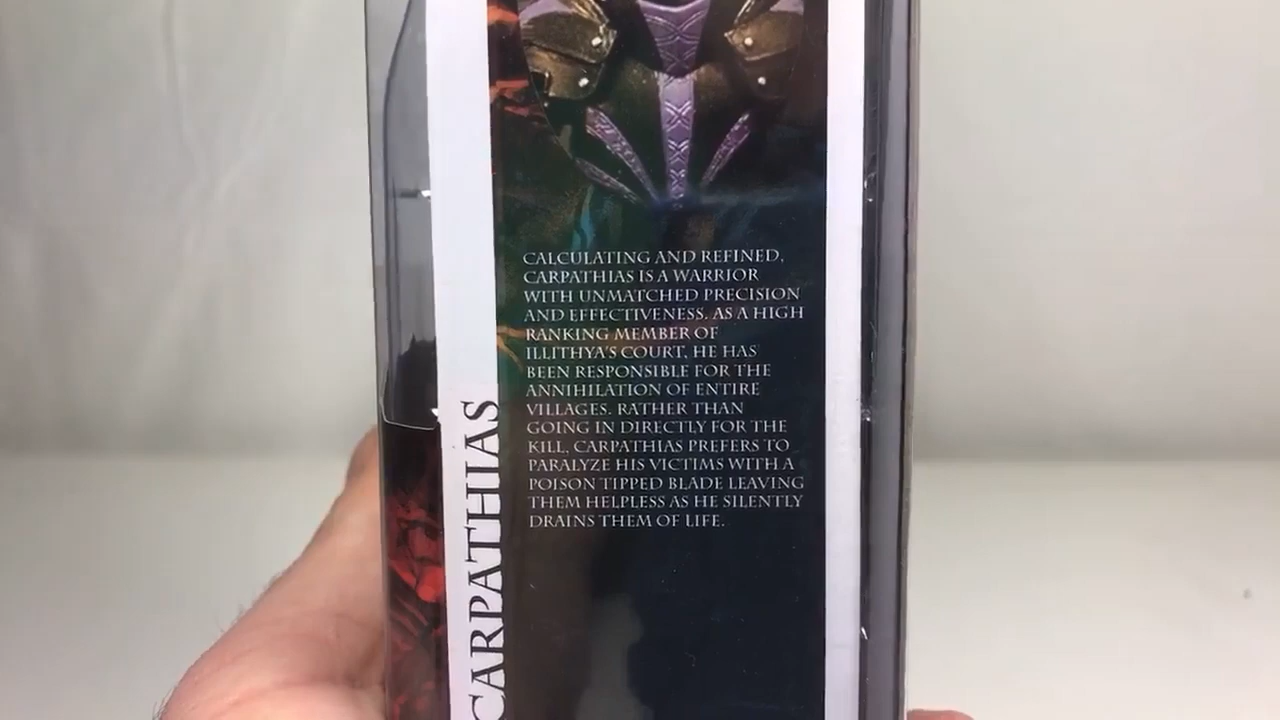 CALCULATING AND REFINED,
CARPATHIAS IS A WARRIOR
WITH UNMATCHED PRECISION
AND EFFECTIVENESS. AS A HIGH
RANKING MEMBER OF
ILLITHYA'S COURT, HE HAS
BEEN RESPONSIBLE FOR THE
ANNIHILATION OF ENTIRE
VILLAGES. RATHER THAN
GOING IN DIRECTLY FOR THE
KILL, CARPATHIAS PREFERS TO
PARALYZE HIS VICTIMS WITH A
POISON TIPPED BLADE LEAVING
THEM HELPLESS AS HE SILENTLY
DRAINS THEM OF LIFE.
CARPATHIAS